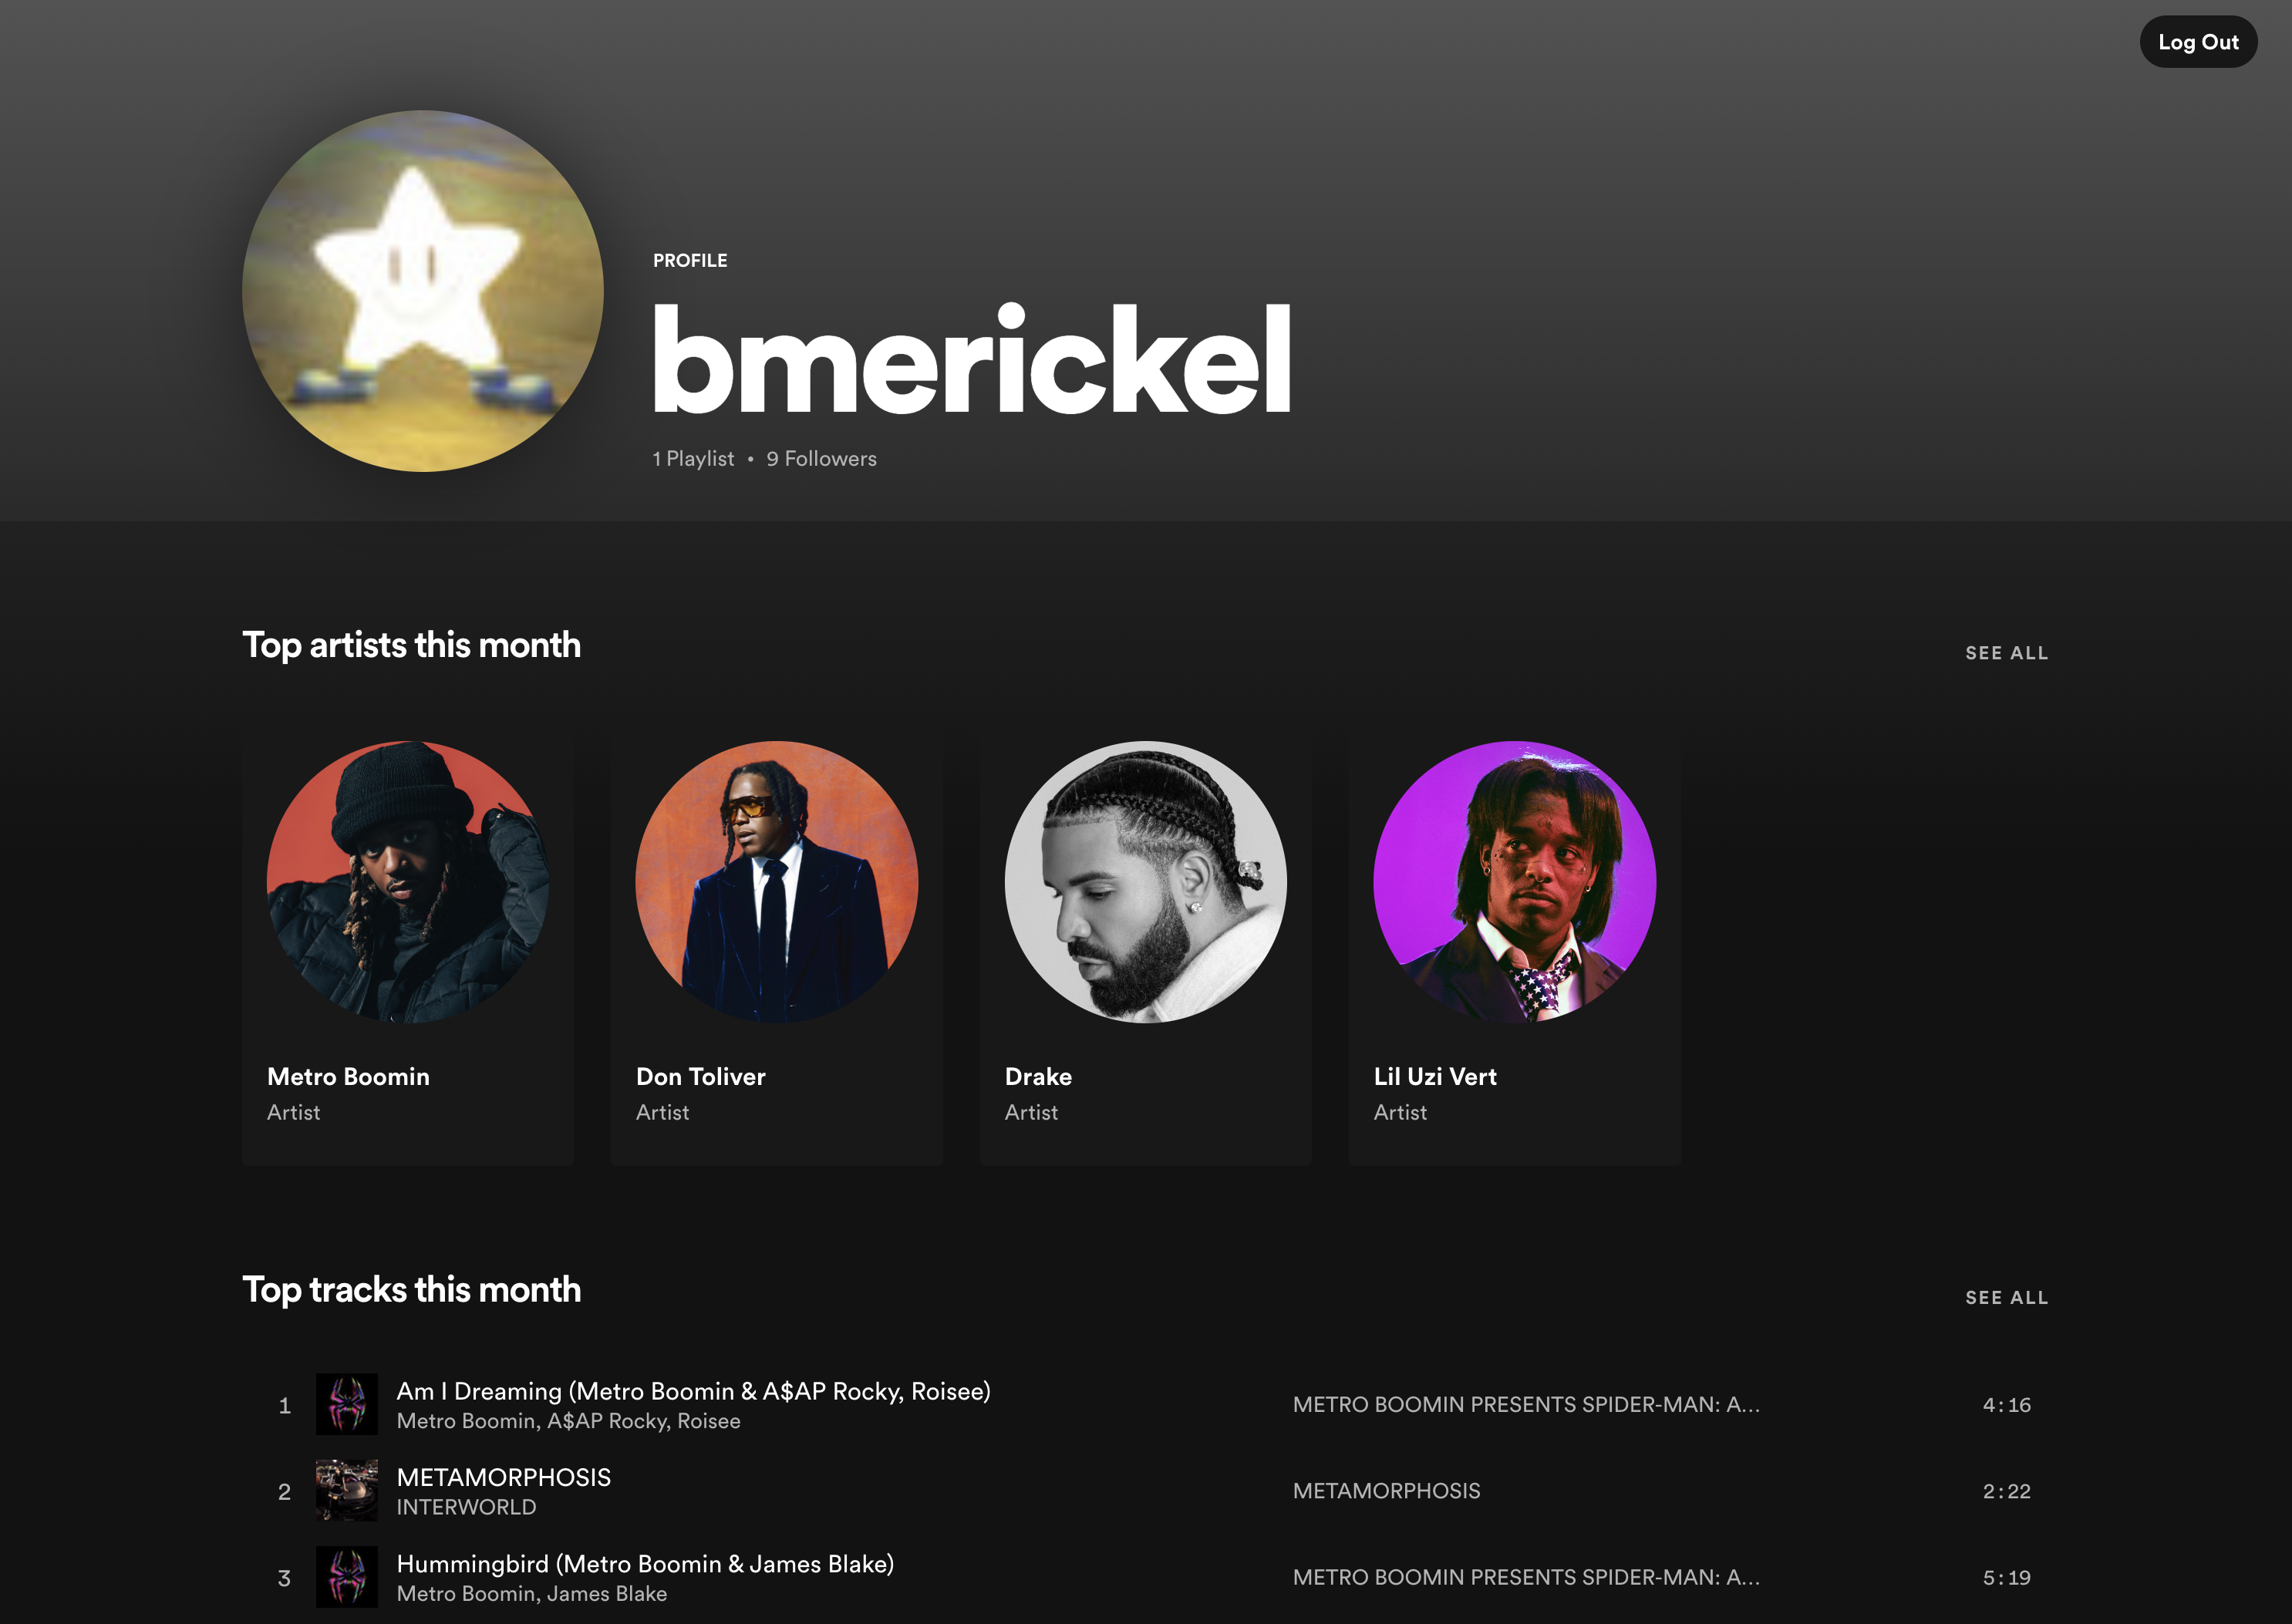 Log Out
PROFILE
bmerickel
1 Playlist • 9 Followers
Top artists this month
SEE ALL
Metro Boomin
Artist
Don Toliver
Artist
Drake
Artist
Lil Uzi Vert
Artist
Top tracks this month
SEE ALL
1
Am I Dreaming (Metro Boomin & A$AP Rocky, Roisee)
Metro Boomin, A$AP Rocky, Roisee
METRO BOOMIN PRESENTS SPIDER-MAN: A...
4:16
2
METAMORPHOSIS
INTERWORLD
METAMORPHOSIS
2:22
3
Hummingbird (Metro Boomin & James Blake)
Metro Boomin, James Blake
METRO BOOMIN PRESENTS SPIDER-MAN: A...
5:19